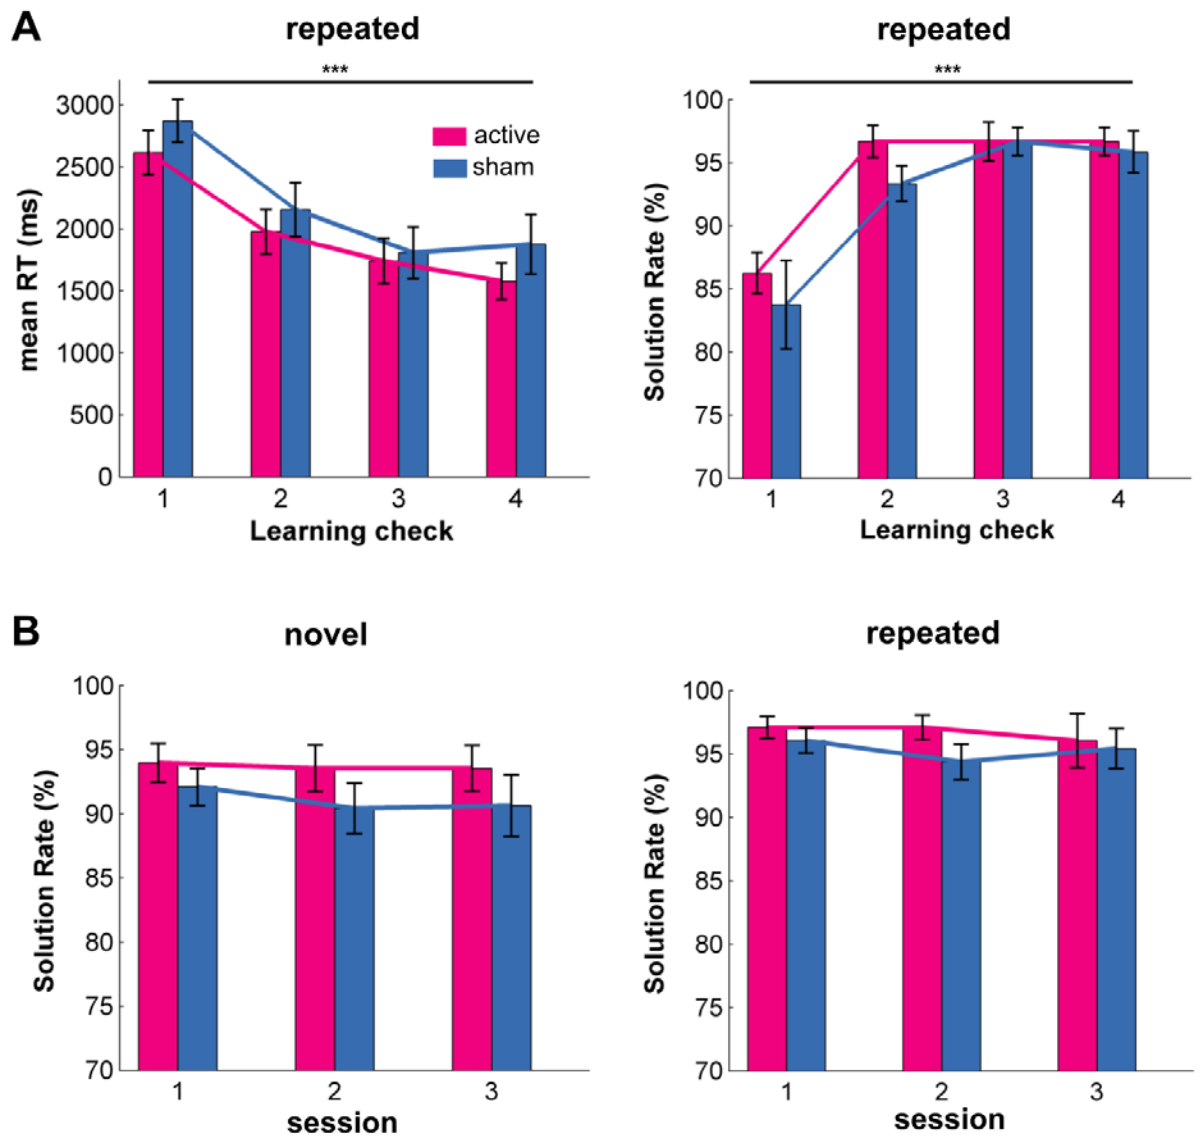 A
repeated
***
3000
2500
2000
1500
1000
500
0
mean RT (ms)
active
sham
1 2 3 4
Learning check
repeated
***
100
95
90
85
80
75
70
Solution Rate (%)
1 2 3 4
Learning check
B
novel
100
95
90
85
80
75
70
Solution Rate (%)
1 2 3
session
repeated
100
95
90
85
80
75
70
Solution Rate (%)
1 2 3
session